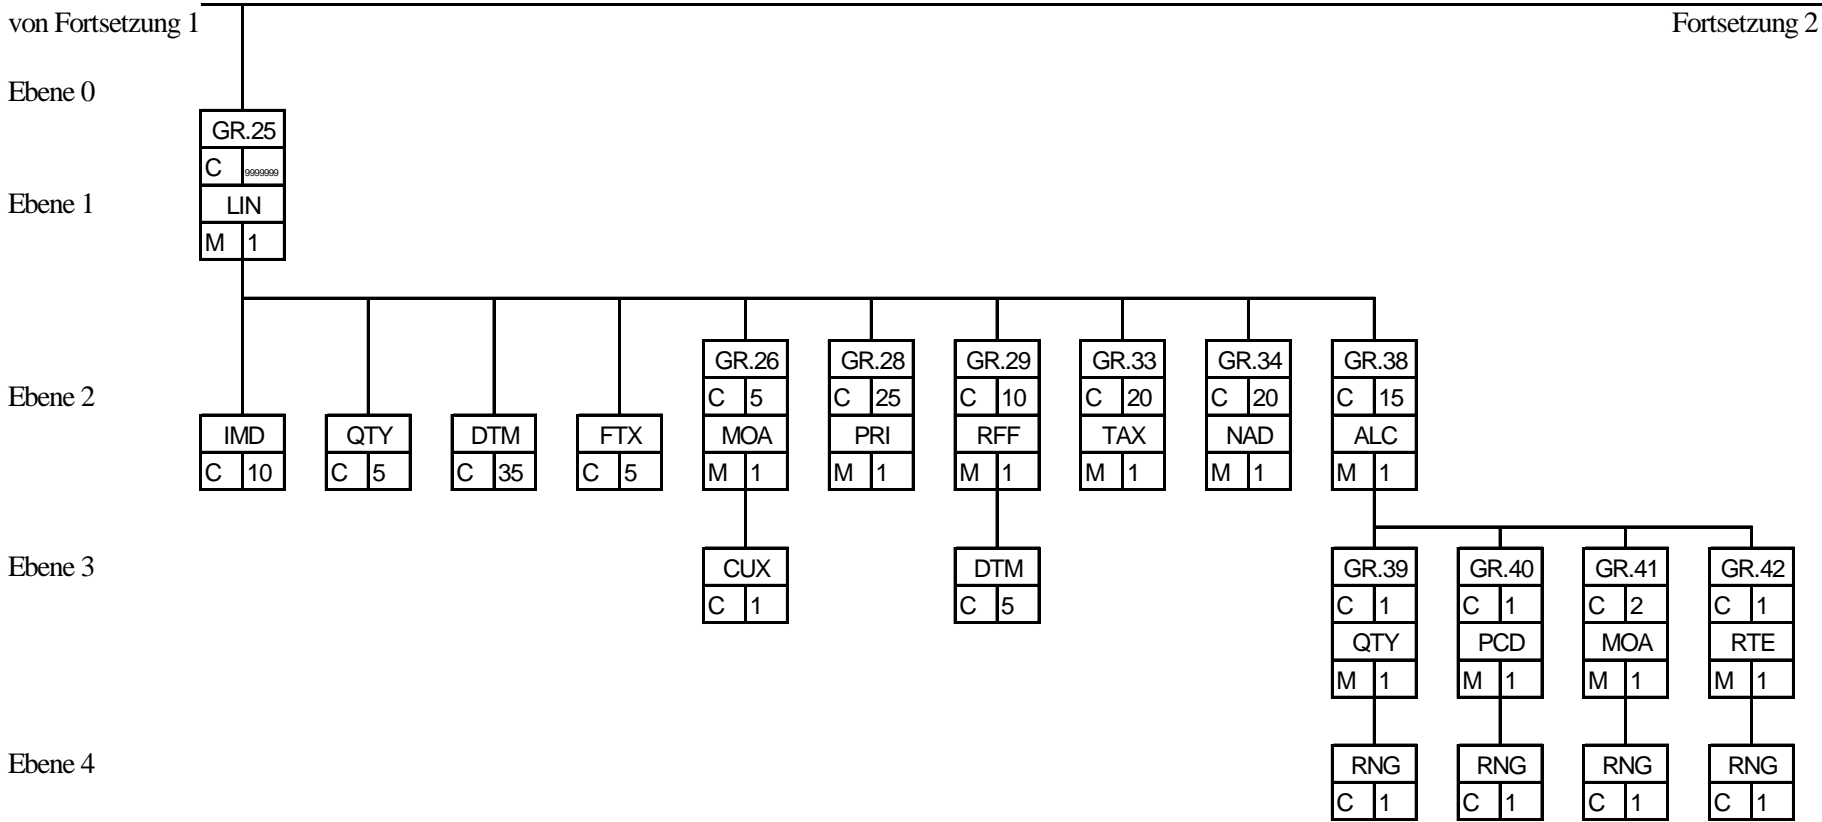 von Fortsetzung 1 Fortsetzung 2
Ebene 0
GR.25
C 9999999
Ebene 1 LIN
M 1
GR.26 GR.28 GR.29 GR.33 GR.34 GR.38
Ebene 2 C 5 C 25 C 10 C 20 C 20 C 15
IMD QTY DTM FTX MOA PRI RFF TAX NAD ALC
C 10 C 5 C 35 C 5 M 1 M 1 M 1 M 1 M 1 M 1
Ebene 3 CUX DTM GR.39 GR.40 GR.41 GR.42
C 1 C 5 C 1 C 1 C 2 C 1
QTY PCD MOA RTE
M 1 M 1 M 1 M 1
Ebene 4 RNG RNG RNG RNG
C 1 C 1 C 1 C 1